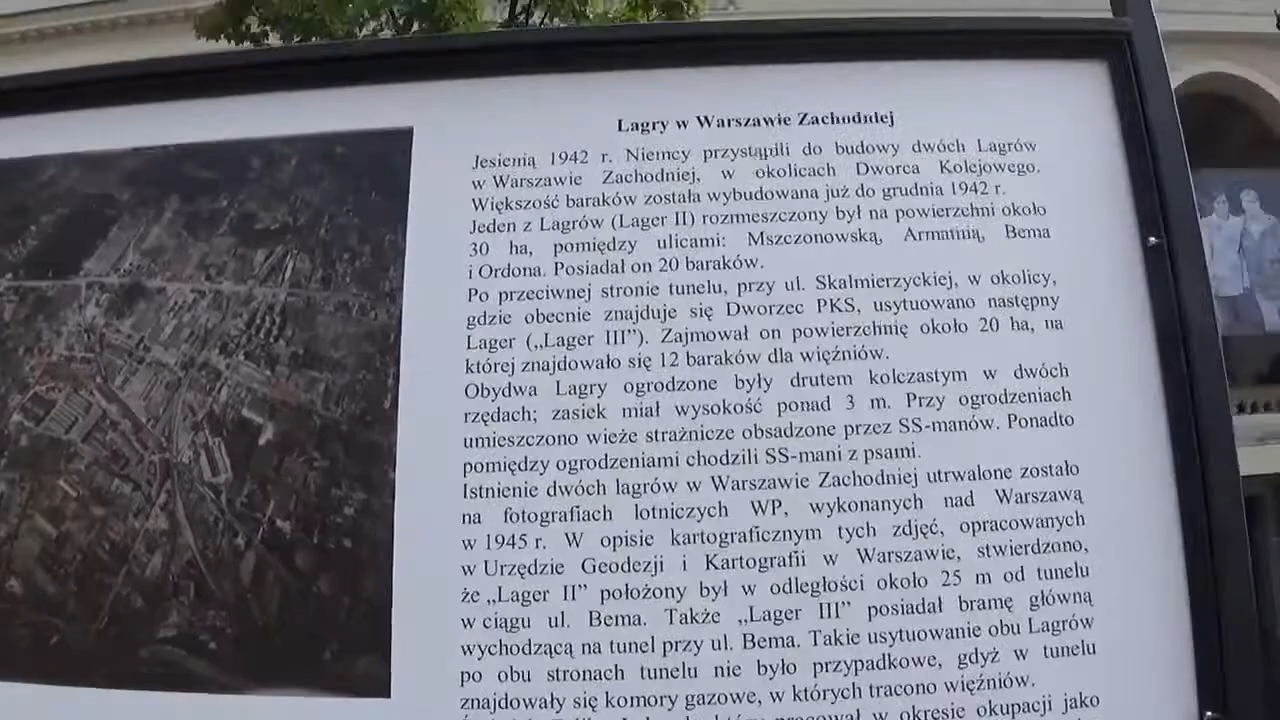 Lagry w Warszawie Zachodniej
Jesienią 1942 r. Niemcy przystąpili do budowy dwóch Lagrów
w Warszawie Zachodniej, w okolicach Dworca Kolejowego.
Większość baraków została wybudowana już do grudnia 1942 r.
Jeden z Lagrów (Lager II) rozmeszczony był na powierzchni około
30 ha, pomiędzy ulicami: Mszczonowską, Armatnią, Bema
i Ordona. Posiadał on 20 baraków.
Po przeciwnej stronie tunelu, przy ul. Skalmierzyckiej, w okolicy,
gdzie obecnie znajduje się Dworzec PKS, usytuowano następny
Lager („Lager III”). Zajmował on powierzchnię około 20 ha, na
której znajdowało się 12 baraków dla więźniów.
Obydwa Lagry ogrodzone były drutem kolczastym w dwóch
rzędach; zasiek miał wysokość ponad 3 m. Przy ogrodzeniach
umieszczono wieże strażnicze obsadzone przez SS-manów. Ponadto
pomiędzy ogrodzeniami chodzili SS-mani z psami.
Istnienie dwóch lagrów w Warszawie Zachodniej utrwalone zostało
na fotografiach lotniczych WP, wykonanych nad Warszawą
w 1945 r. W opisie kartograficznym tych zdjęć, opracowanych
w Urzędzie Geodezji i Kartografii w Warszawie, stwierdzono,
że „Lager II” położony był w odległości około 25 m od tunelu
w ciągu ul. Bema. Także „Lager III” posiadał bramę główną
wychodzącą na tunel przy ul. Bema. Takie usytuowanie obu Lagrów
po obu stronach tunelu nie było przypadkowe, gdyż w tunelu
znajdowały się komory gazowe, w których tracono więźniów.
pracował w okresie okupacji jako